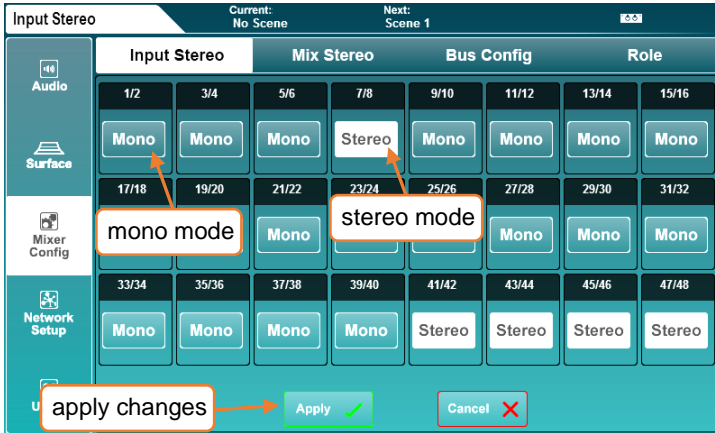 Input Stereo
Current:
No Scene
Next:
Scene 1
Audio
Surface
Mixer
Config
Network
Setup
U
Input Stereo Mix Stereo Bus Config Role
1/2 3/4 5/6 7/8 9/10 11/12 13/14 15/16
Mono Mono Mono Stereo Mono Mono Mono Mono
mono mode
stereo mode
17/18 19/20 21/22 23/24 25/26 27/28 29/30 31/32
Mono Mono Mono Mono
33/34 35/36 37/38 39/40 41/42 43/44 45/46 47/48
Mono Mono Mono Mono Stereo Stereo Stereo Stereo
apply changes
Apply Cancel